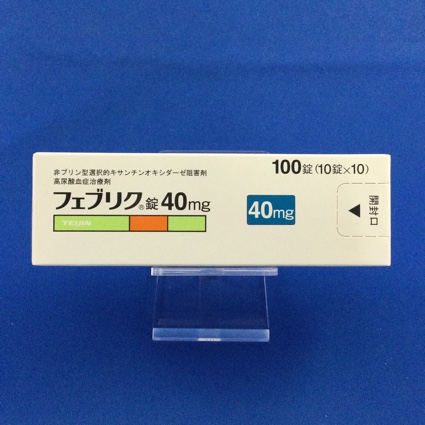 非プリン型選択的キサンチンオキシダーゼ阻害剤
高尿酸血症治療剤
フェブリク®錠40mg
TEIJIN
40mg
100錠(10錠×10)
開封口